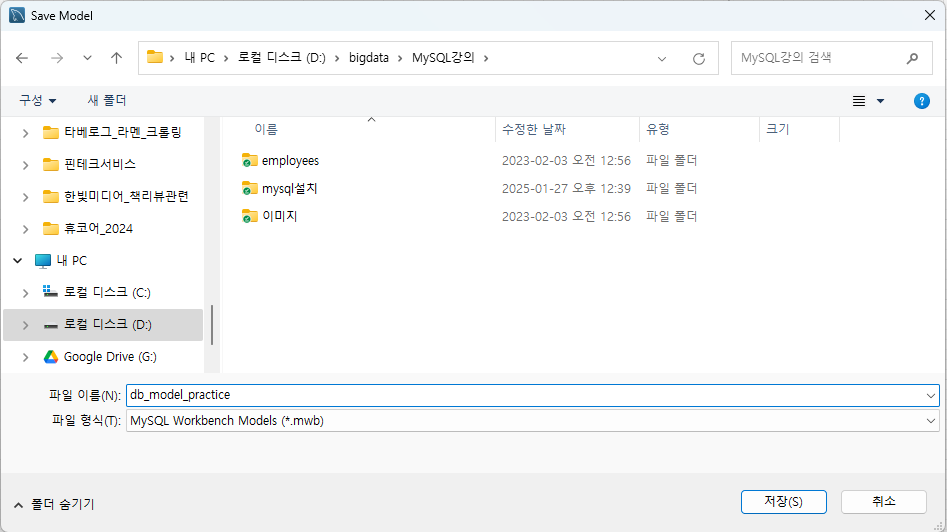 Save Model
내 PC > 로컬 디스크 (D:) > bigdata > MySQL강의 >
MySQL강의 검색
구성
새 폴더
이름 수정한 날짜 유형 크기
타베로그_라멘_크롤링
핀테크서비스
한빛미디어_책리뷰관련
휴코어_2024
내 PC
로컬 디스크 (C:)
로컬 디스크 (D:)
Google Drive (G:)
employees 2023-02-03 오전 12:56 파일 폴더
mysql설치 2025-01-27 오후 12:39 파일 폴더
이미지 2023-02-03 오전 12:56 파일 폴더
파일 이름(N): db_model_practice
파일 형식(T): MySQL Workbench Models (*.mwb)
폴더 숨기기
저장(S)
취소